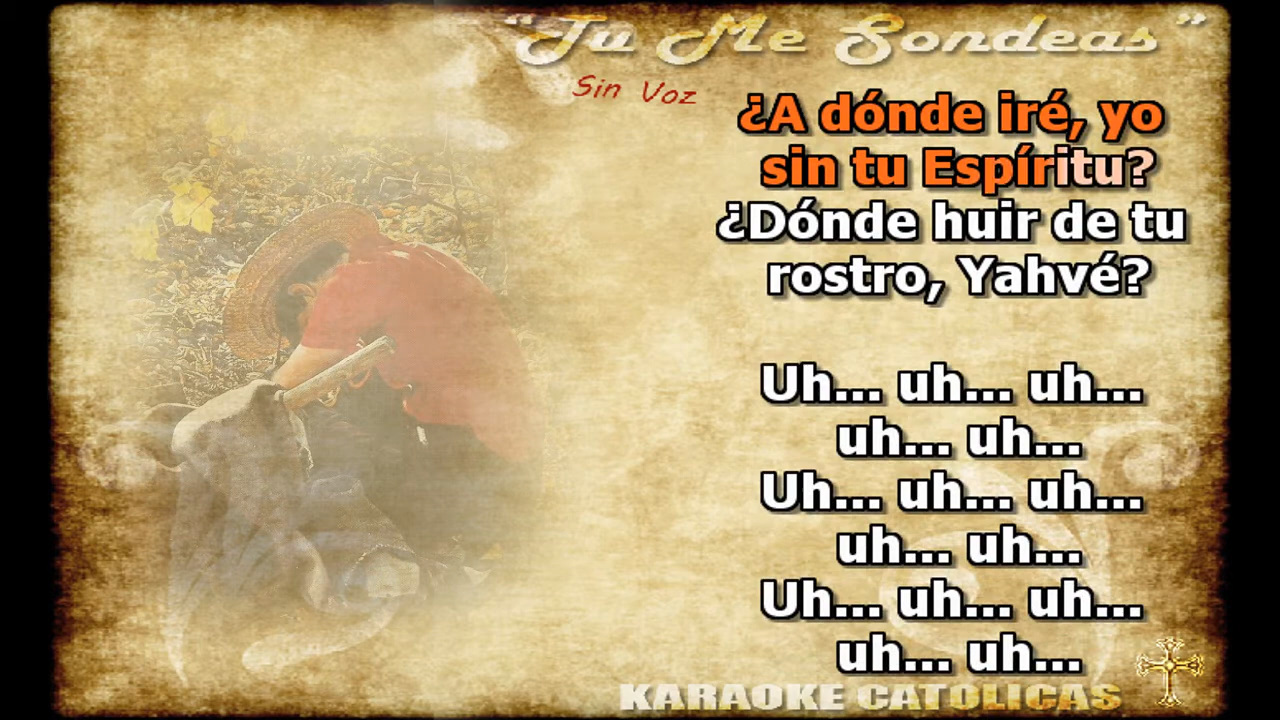 "Tu Me Sondeas"
Sin Voz
¿A dónde iré, yo
sin tu Espíritu?
¿Dónde huir de tu
rostro, Yahvé?
Uh... uh... uh...
uh... uh...
Uh... uh... uh...
uh... uh...
Uh... uh... uh...
uh... uh...
KARAOKE CATOLICAS